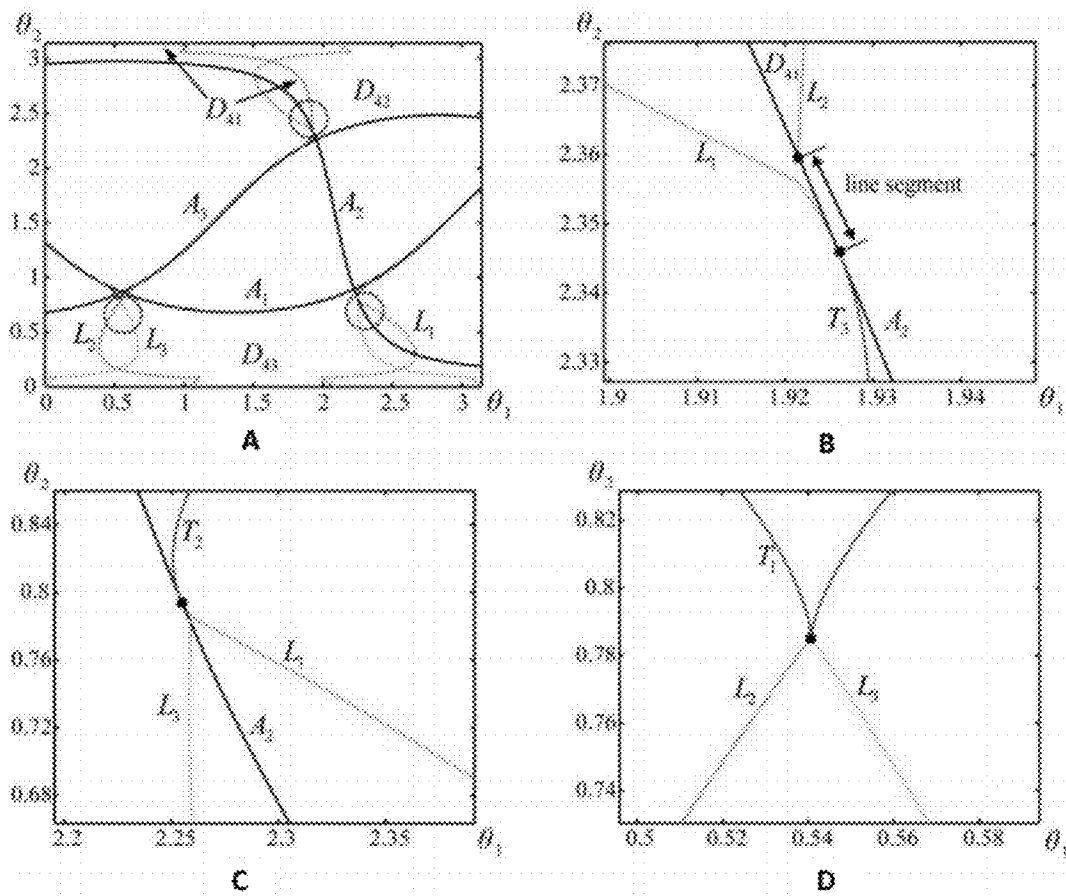 θ₂
3
2.5
2
1.5
1
0.5
0
D₄₁
D₄₂
A₃
A₂
A₁
L₂
L₃
D₄₃
L₁
0 0.5 1 1.5 2 2.5 3 θ₁
A
2.37
2.36
2.35
2.34
2.33
D₄₁
L₂
L₁
line segment
T₃
1.9 1.91 1.92 1.93 1.94 θ₁
B
θ₂
0.84
0.8
0.76
0.72
0.68
T₂
L₃
A₂
2.2 2.25 2.3 2.35 θ₁
C
0.82
0.8
0.78
0.76
0.74
T₁
L₂
L₃
0.5 0.52 0.54 0.56 0.58 θ₁
D